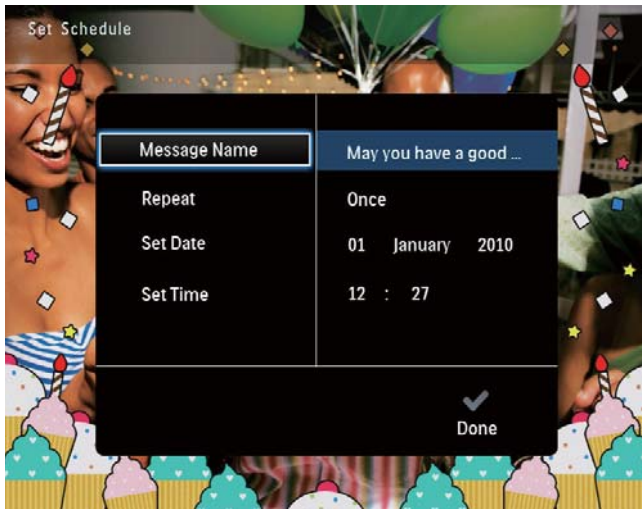 Set Schedule
Message Name May you have a good ...
Repeat Once
Set Date 01 January 2010
Set Time 12 : 27
Done